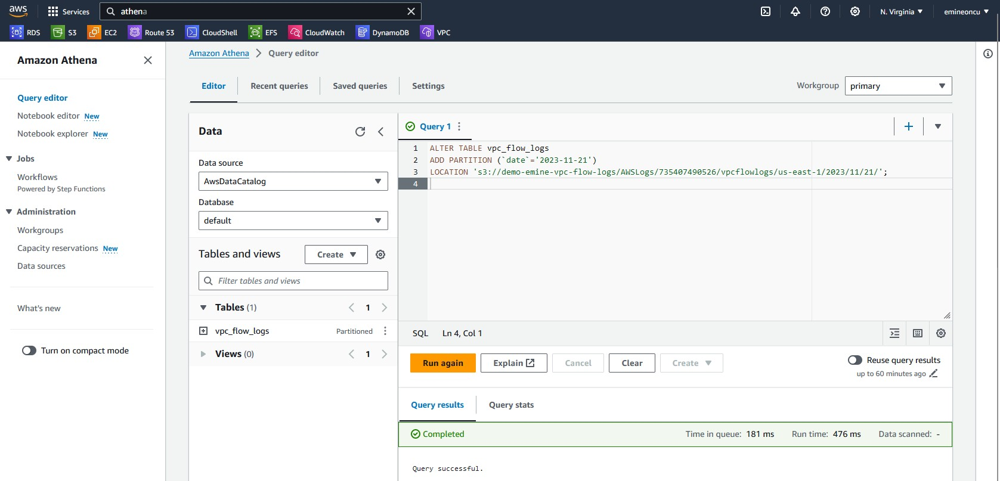 aws
Services
athena
N. Virginia
emineoncu
RDS
S3
EC2
Route 53
CloudShell
EFS
CloudWatch
DynamoDB
VPC
Amazon Athena
Query editor
Notebook editor New
Notebook explorer New
Jobs
Workflows
Powered by Step Functions
Administration
Workgroups
Capacity reservations New
Data sources
What's new
Turn on compact mode
Amazon Athena > Query editor
Editor
Recent queries
Saved queries
Settings
Workgroup
primary
Data
Data source
AwsDataCatalog
Database
default
Tables and views
Create
Filter tables and views
Tables (1)
1
vpc_flow_logs
Partitioned
Views (0)
1
Query 1
1 ALTER TABLE vpc_flow_logs
2 ADD PARTITION (`date`='2023-11-21')
3 LOCATION 's3://demo-emine-vpc-flow-logs/AWSLogs/735407490526/vpcflowlogs/us-east-1/2023/11/21/';
4
SQL
Ln 4, Col 1
Run again
Explain
Cancel
Clear
Create
Reuse query results
up to 60 minutes ago
Query results
Query stats
Completed
Time in queue: 181 ms
Run time: 476 ms
Data scanned: -
Query successful.